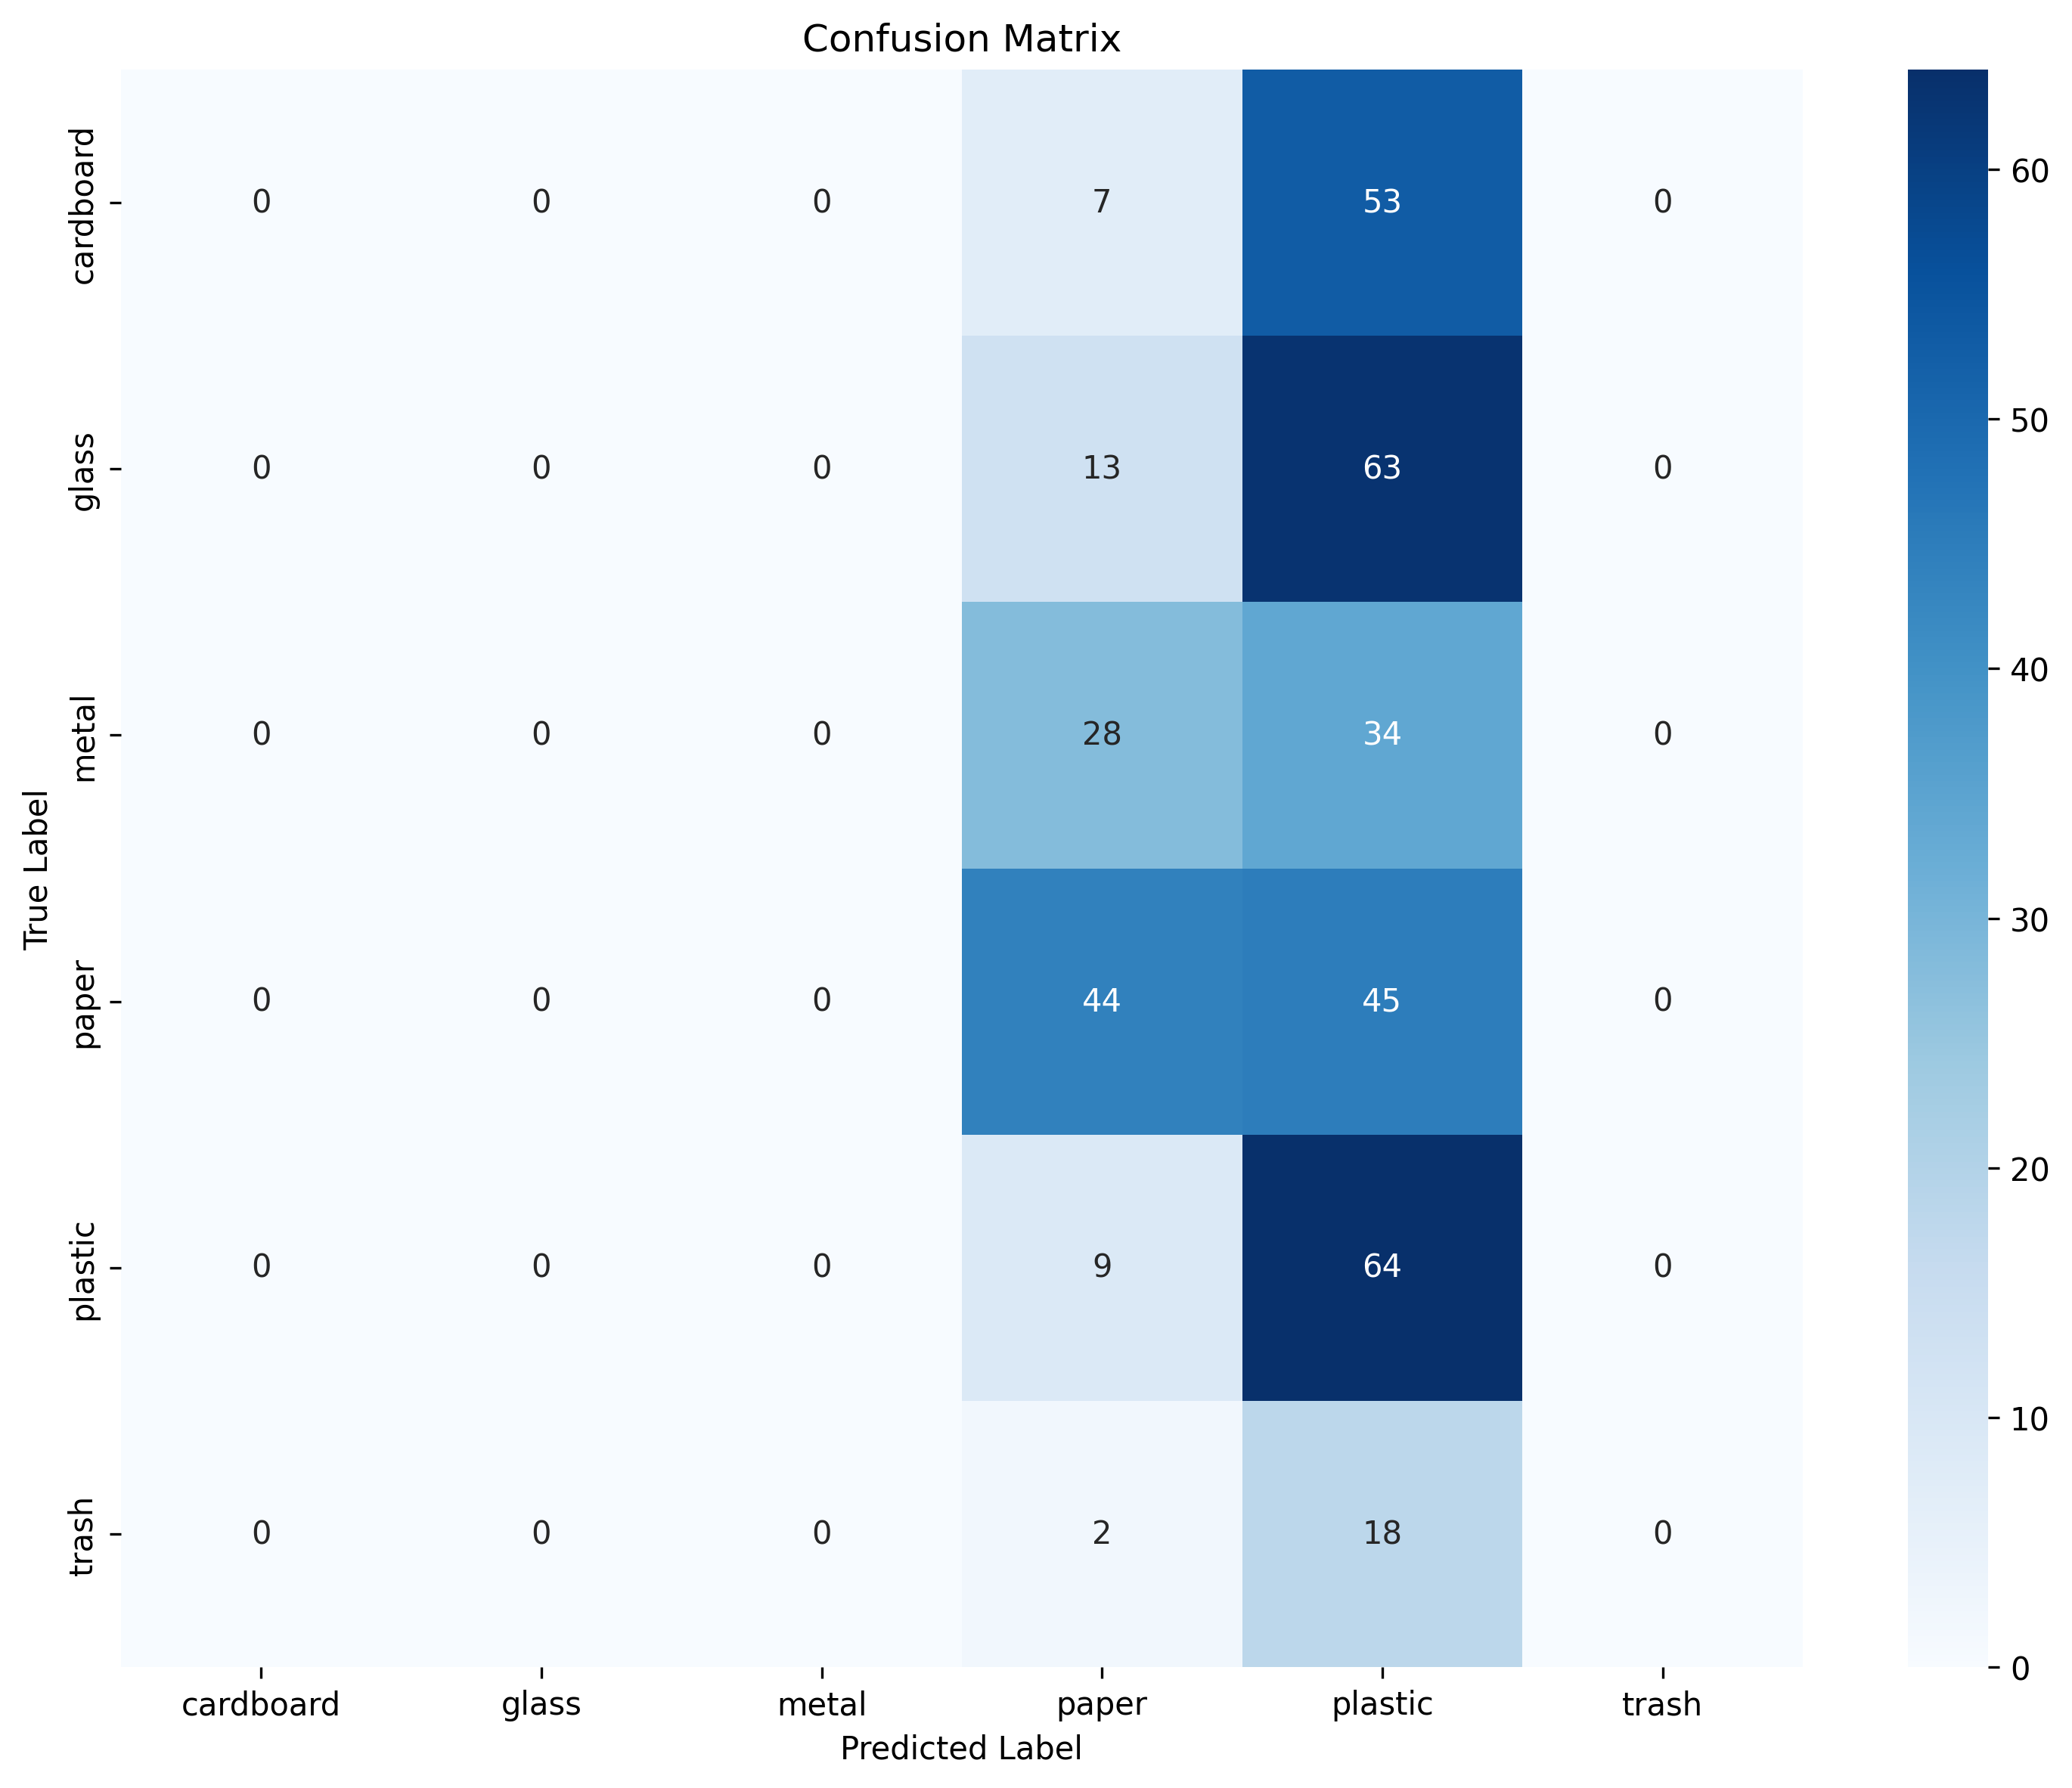 Confusion Matrix
cardboard 0 0 0 7 53 0
glass 0 0 0 13 63 0
metal 0 0 0 28 34 0
paper 0 0 0 44 45 0
plastic 0 0 0 9 64 0
trash 0 0 0 2 18 0
True Label
cardboard glass metal paper plastic trash
Predicted Label
60
50
40
30
20
10
0